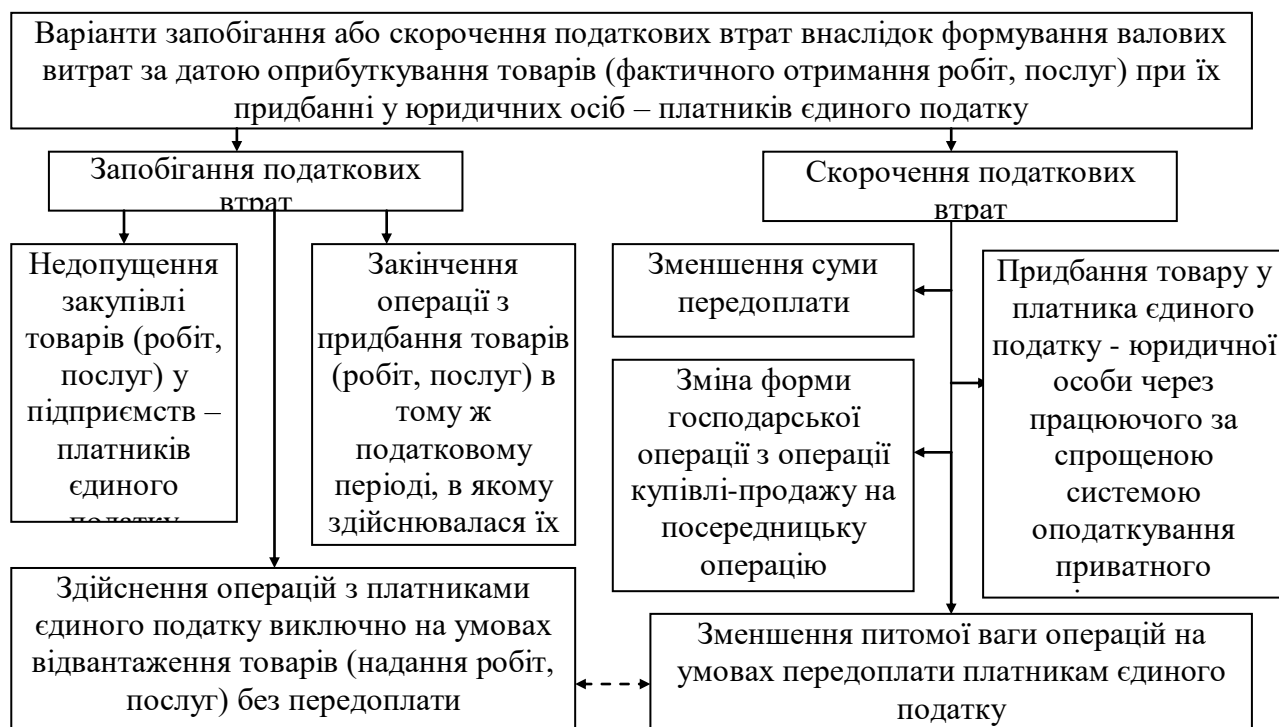 Варіанти запобігання або скорочення податкових втрат внаслідок формування валових
витрат за датою оприбуткування товарів (фактичного отримання робіт, послуг) при їх
придбанні у юридичних осіб – платників єдиного податку
Запобігання податкових
втрат
Скорочення податкових
втрат
Недопущення
закупівлі
товарів (робіт,
послуг) у
підприємств –
платників
єдиного
податку
Закінчення
операції з
придбання товарів
(робіт, послуг) в
тому ж
податковому
періоді, в якому
здійснювалася їх
Зменшення суми
передоплати
Зміна форми
господарської
операції з операції
купівлі-продажу на
посередницьку
операцію
Придбання товару у
платника єдиного
податку - юридичної
особи через
працюючого за
спрощеною
системою
оподаткування
приватного
Здійснення операцій з платниками
єдиного податку виключно на умовах
відвантаження товарів (надання робіт,
послуг) без передоплати
Зменшення питомої ваги операцій на
умовах передоплати платникам єдиного
податку